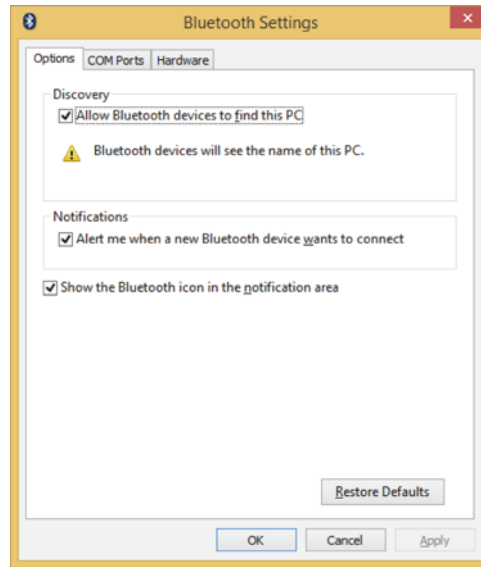 Bluetooth Settings
Options COM Ports Hardware
Discovery
Allow Bluetooth devices to find this PC
Bluetooth devices will see the name of this PC.
Notifications
Alert me when a new Bluetooth device wants to connect
Show the Bluetooth icon in the notification area
Restore Defaults
OK Cancel Apply